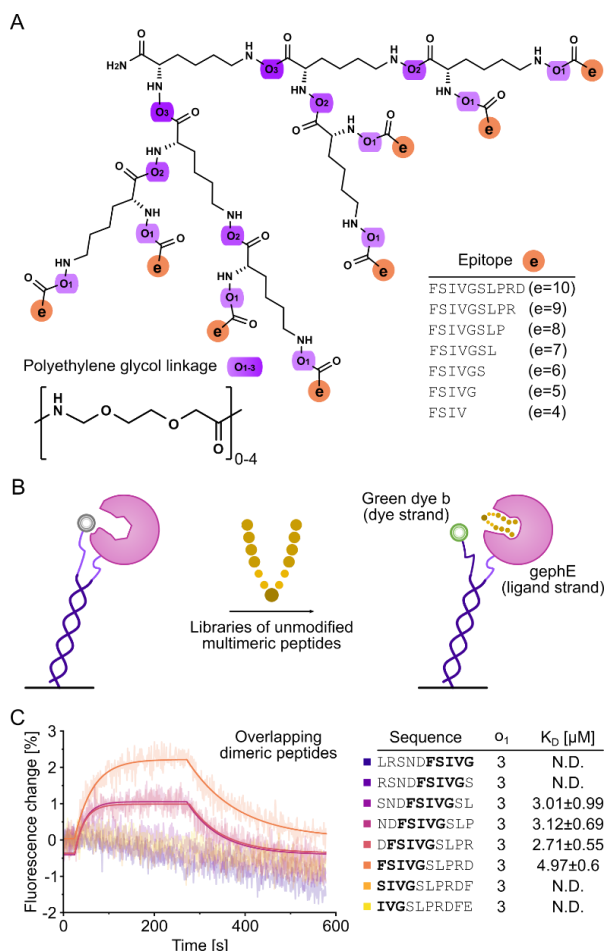 A
O
H
N
O
H
N
O
H
N
O
H₂N
O3
O2
O1
e
HN
HN
HN
O
O3
O2
O1
O
e
O
O
H
N
O
HN
O1
e
HN
O2
O
HN
NH
O1
O
NH
O2
O
O
e
O1
O1
e
HN
O1
O
e
NH
O1
O
e
Epitope e
FSIVGSLPRD (e=10)
FSIVGSLPR (e=9)
FSIVGSLP (e=8)
FSIVGSL (e=7)
FSIVGS (e=6)
FSIVG (e=5)
FSIV (e=4)
Polyethylene glycol linkage O1-3
H
N
O
O
O
0-4
B
Green dye b
(dye strand)
gephE
(ligand strand)
Libraries of unmodified
multimeric peptides
C
Overlapping
dimeric peptides
Fluorescence change [%]
3
2
1
0
-1
-2
0
200
400
600
Time [s]
Sequence o₁ K_D [µM]
LRSNDFSIVG 3 N.D.
RSNDFSIVGS 3 N.D.
SNDFSIVGSL 3 3.01±0.99
NDFSIVGSLP 3 3.12±0.69
DFSIVGSLPR 3 2.71±0.55
FSIVGSLPRD 3 4.97±0.6
SIVGSLPRDF 3 N.D.
IVGSLPRDFE 3 N.D.